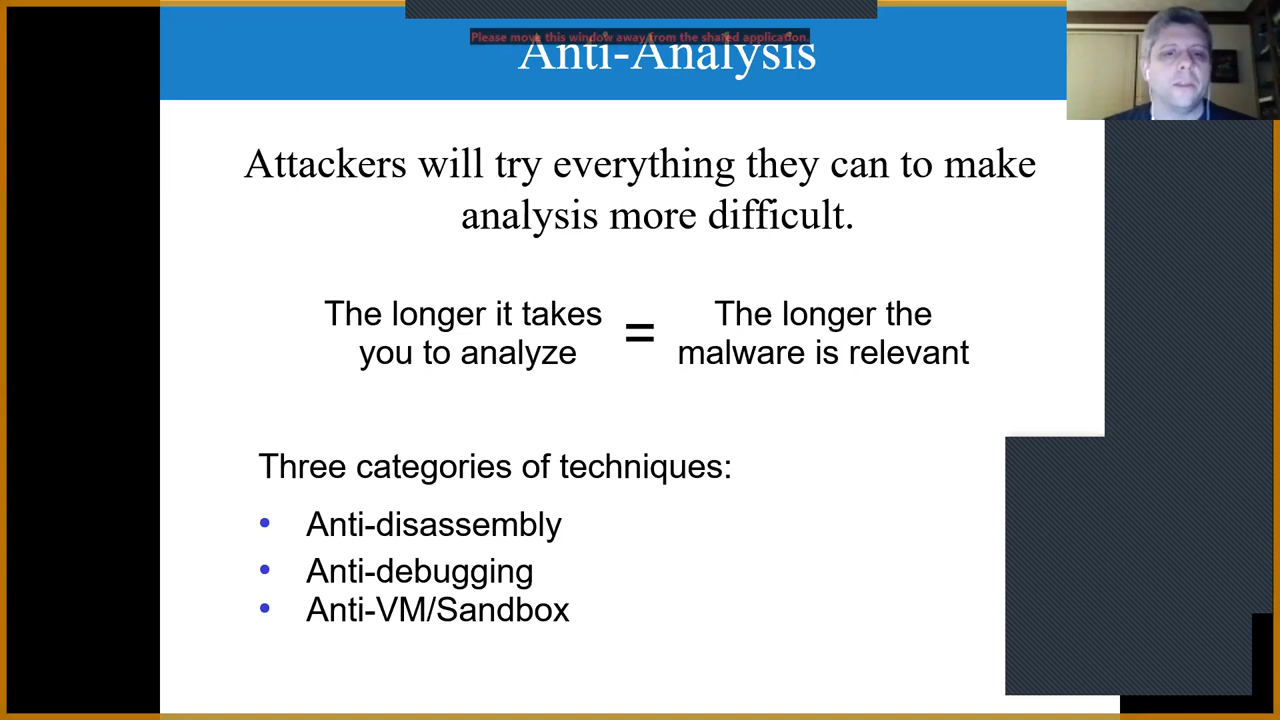 Please move this window away from the shared application.
Anti-Analysis
Attackers will try everything they can to make
analysis more difficult.
The longer it takes
you to analyze
=
The longer the
malware is relevant
Three categories of techniques:
• Anti-disassembly
• Anti-debugging
• Anti-VM/Sandbox